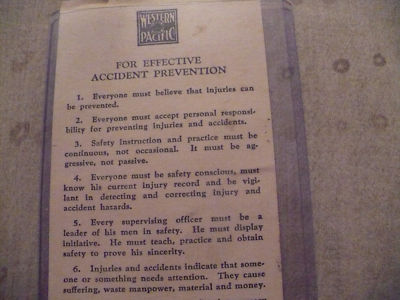 WESTERN
PACIFIC
FOR EFFECTIVE
ACCIDENT PREVENTION
1. Everyone must believe that injuries can
be prevented.
2. Everyone must accept personal responsi-
bility for preventing injuries and accidents.
3. Safety instruction and practice must be
continuous, not occasional. It must be ag-
gressive, not passive.
4. Everyone must be safety conscious, must
know his current injury record and be vigi-
lant in detecting and correcting injury and
accident hazards.
5. Every supervising officer must be a
leader of his men in safety. He must display
initiative. He must teach, practice and obtain
safety to prove his sincerity.
6. Injuries and accidents indicate that some-
one or something needs attention. They cause
suffering, waste manpower, material and money.